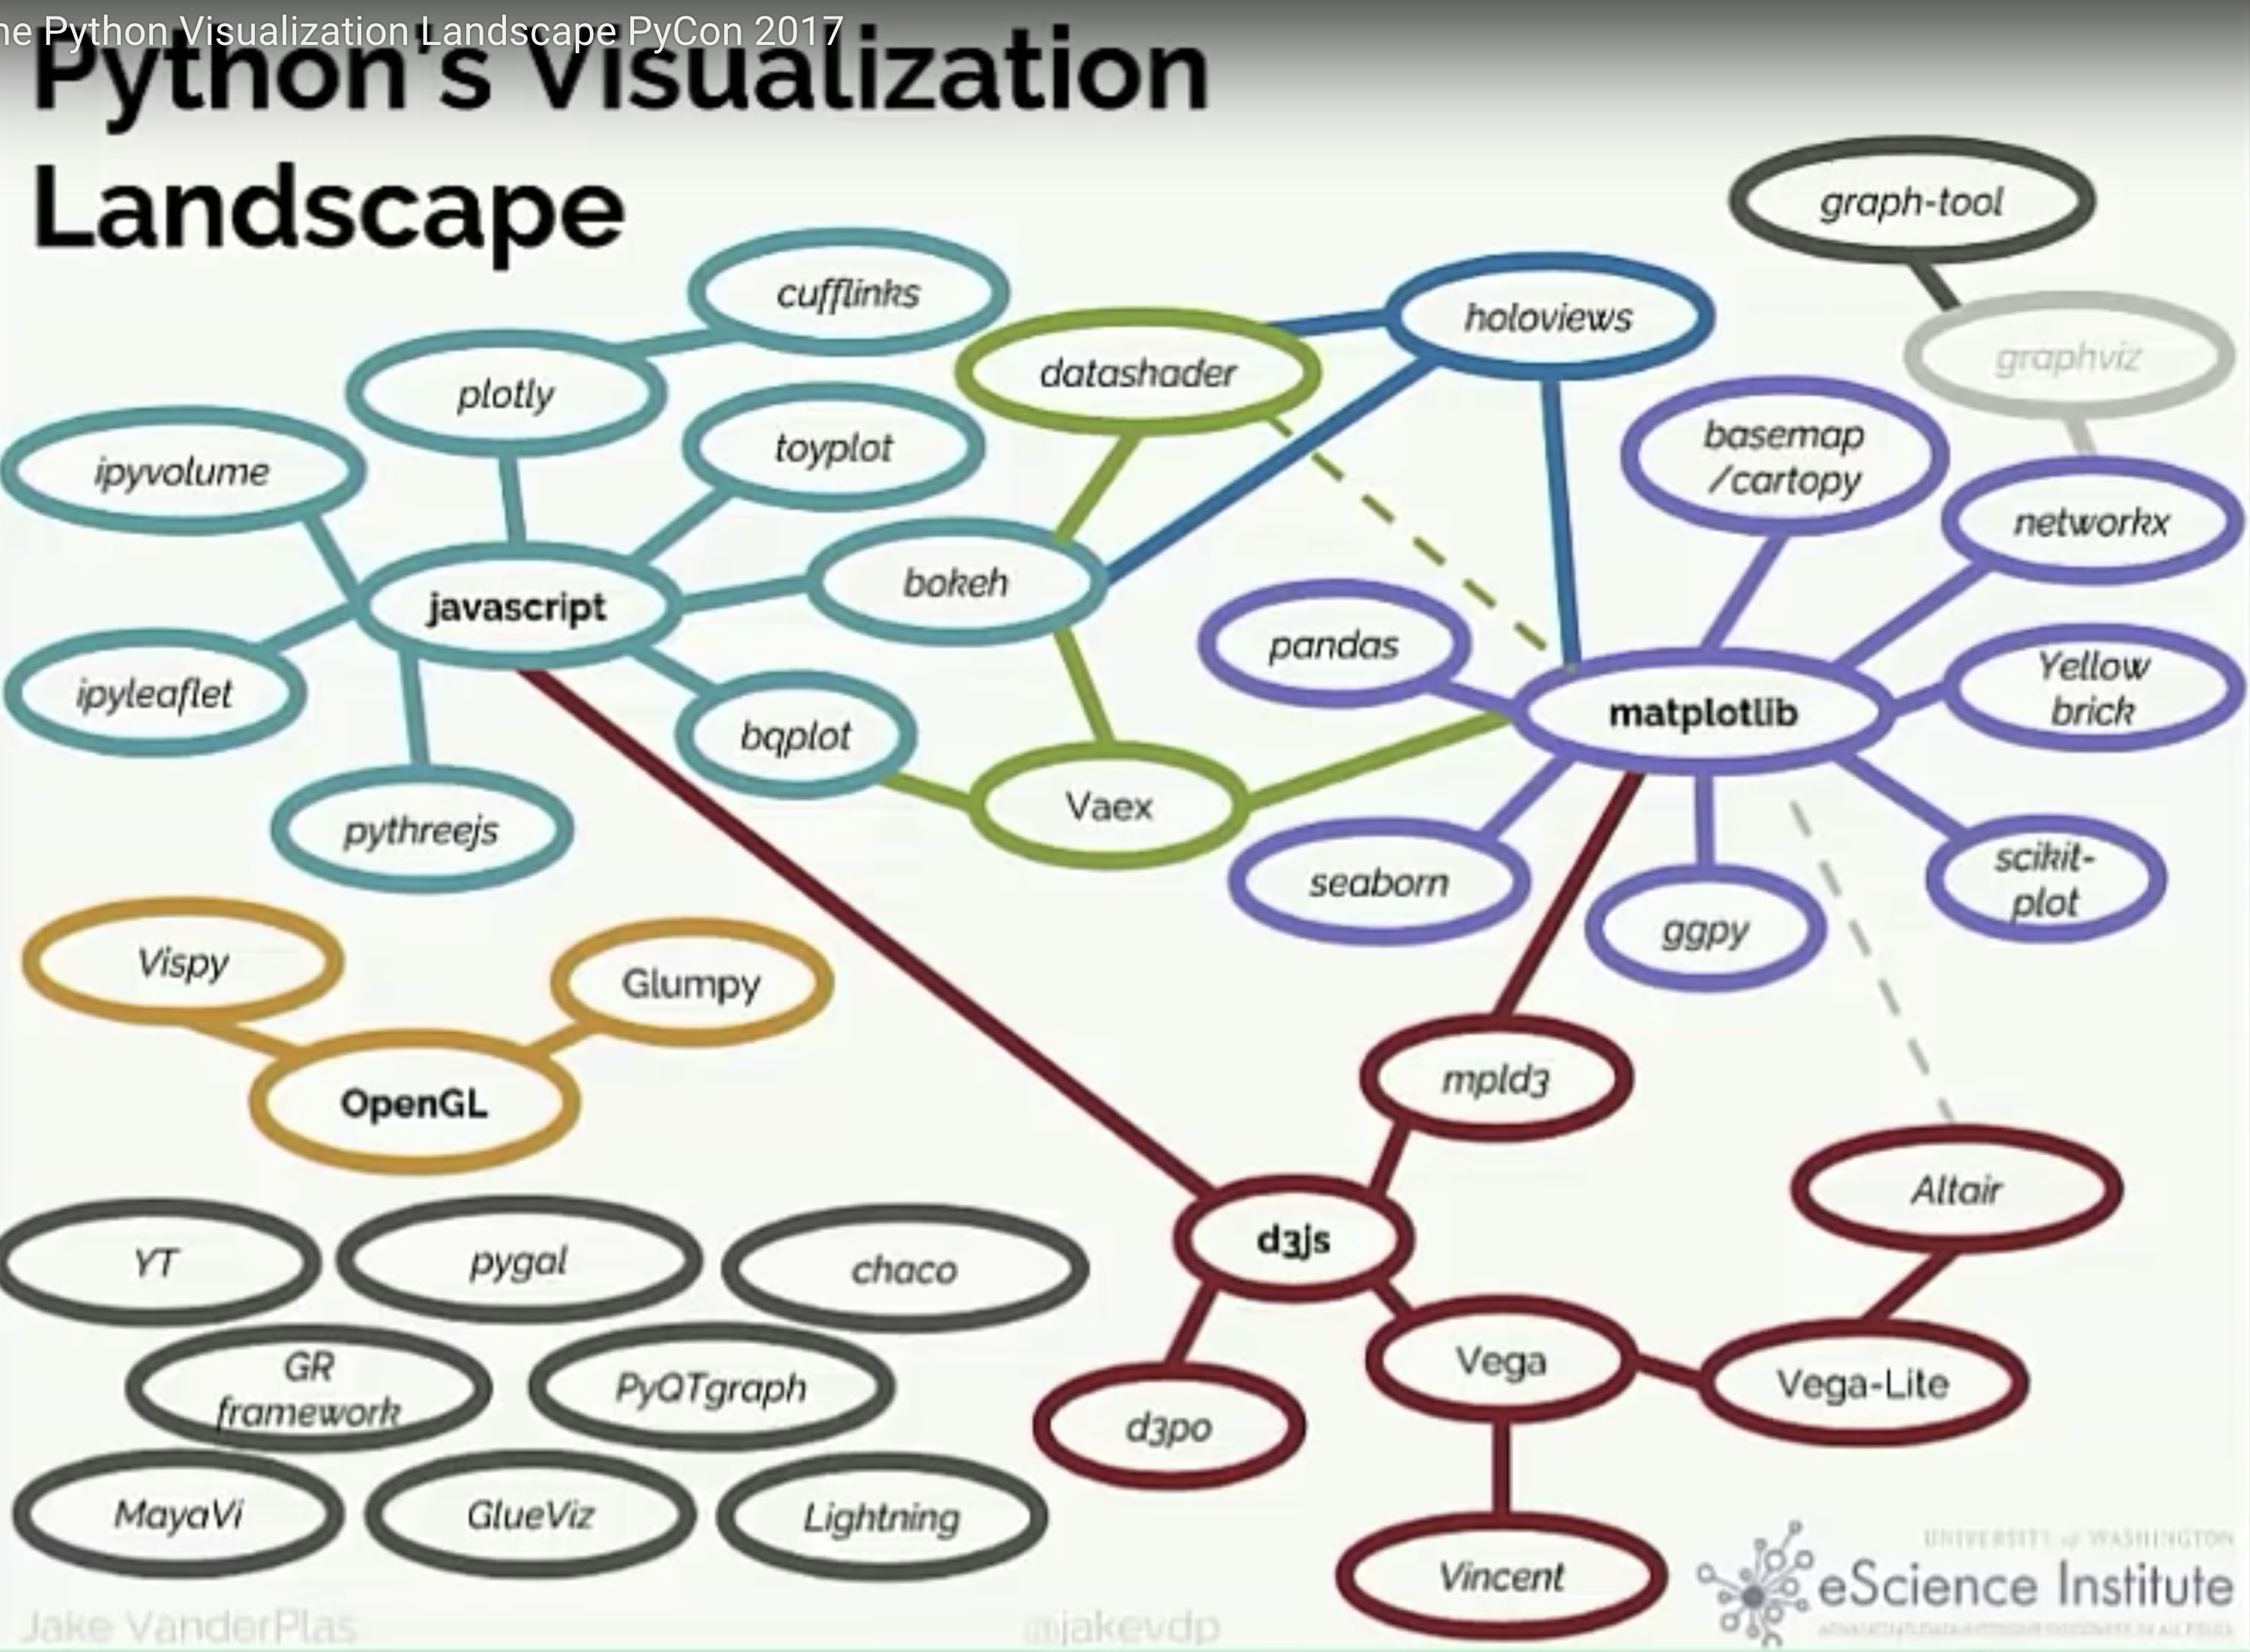 he Python Visualization Landscape PyCon 2017
Python's Visualization
Landscape
graph-tool
cufflinks
holoviews
graphviz
datashader
plotly
basemap
/cartopy
toyplot
ipyvolume
networkx
bokeh
javascript
pandas
Yellow
brick
ipyleaflet
matplotlib
bqplot
Vaex
pythreejs
seaborn
scikit-
plot
ggpy
Vispy
Glumpy
mpld3
OpenGL
Altair
d3js
YT
pygal
chaco
Vega
Vega-Lite
GR
framework
PyQTgraph
d3po
MayaVi
GlueViz
Lightning
Vincent
UNIVERSITY of WASHINGTON
eScience Institute
Jake VanderPlas
@jakevdp